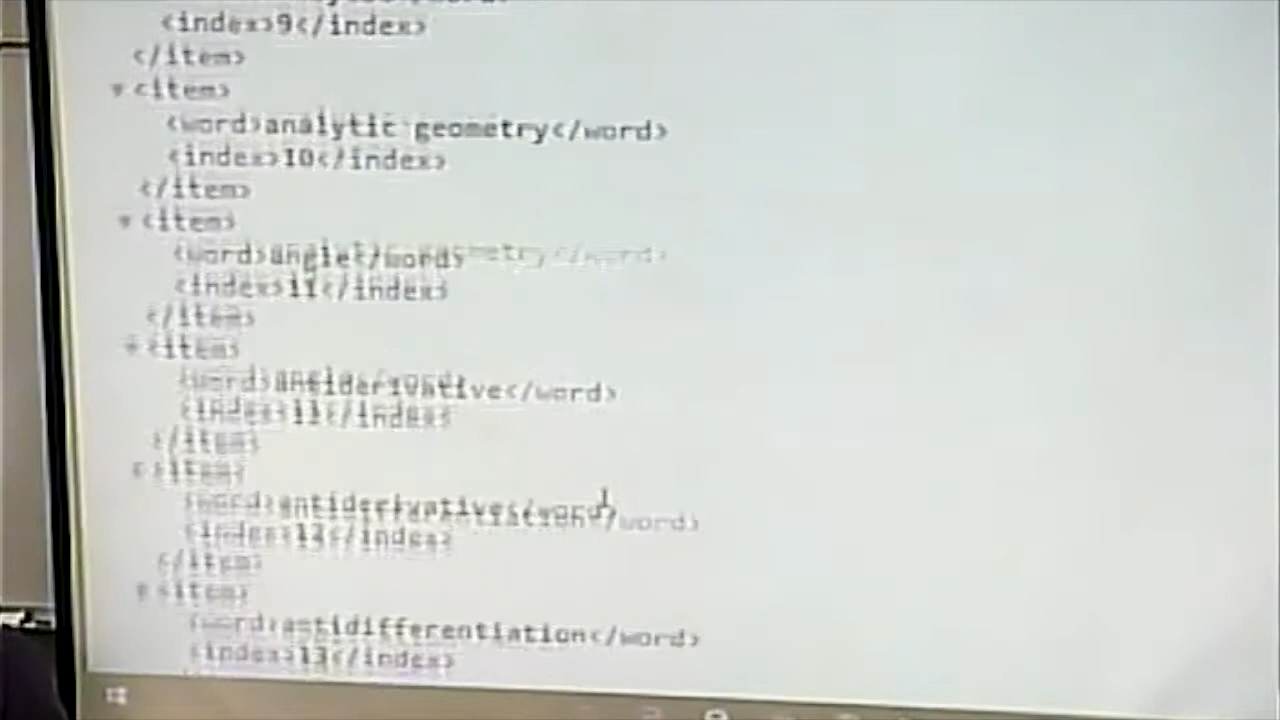 <index>9</index>
</item>
<item>
<word>analytic geometry</word>
<index>10</index>
</item>
<item>
<word>angle</word>
<index>11</index>
</item>
<item>
<word>antiderivative</word>
</index>
</item>
<item>
</word>
</index>
</item>
<item>
<word>antidifferentiation</word>
<index>13</index>